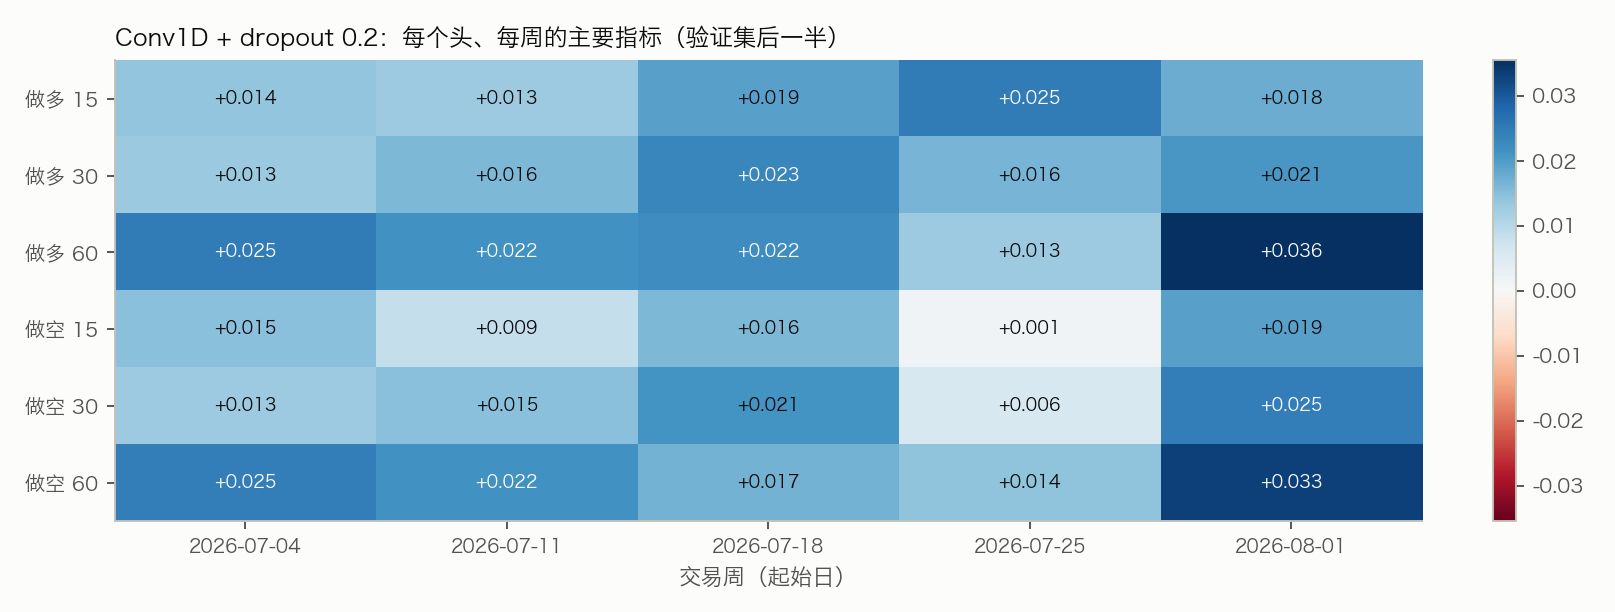 Conv1D + dropout 0.2：每个头、每周的主要指标（验证集后一半）
做多 15 +0.014 +0.013 +0.019 +0.025 +0.018
做多 30 +0.013 +0.016 +0.023 +0.016 +0.021
做多 60 +0.025 +0.022 +0.022 +0.013 +0.036
做空 15 +0.015 +0.009 +0.016 +0.001 +0.019
做空 30 +0.013 +0.015 +0.021 +0.006 +0.025
做空 60 +0.025 +0.022 +0.017 +0.014 +0.033
2026-07-04 2026-07-11 2026-07-18 2026-07-25 2026-08-01
交易周（起始日）
0.03
0.02
0.01
0.00
-0.01
-0.02
-0.03